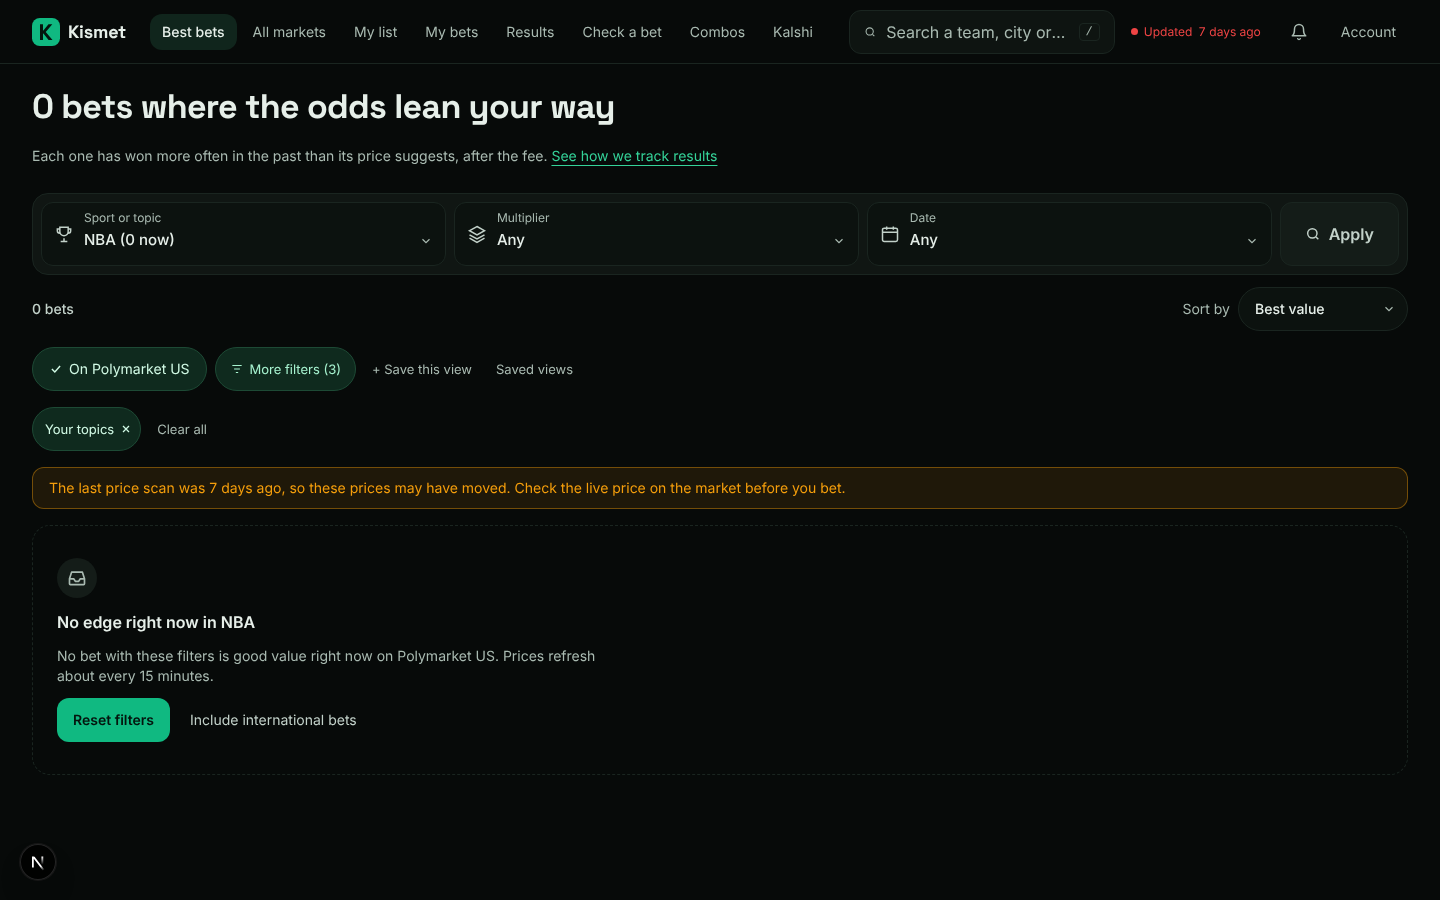 Kismet
Best bets
All markets
My list
My bets
Results
Check a bet
Combos
Kalshi
Search a team, city or...
/
Updated 7 days ago
Account
0 bets where the odds lean your way
Each one has won more often in the past than its price suggests, after the fee. See how we track results
Sport or topic
NBA (0 now)
Multiplier
Any
Date
Any
Apply
0 bets
Sort by
Best value
On Polymarket US
More filters (3)
+ Save this view
Saved views
Your topics ×
Clear all
The last price scan was 7 days ago, so these prices may have moved. Check the live price on the market before you bet.
No edge right now in NBA
No bet with these filters is good value right now on Polymarket US. Prices refresh
about every 15 minutes.
Reset filters
Include international bets
N